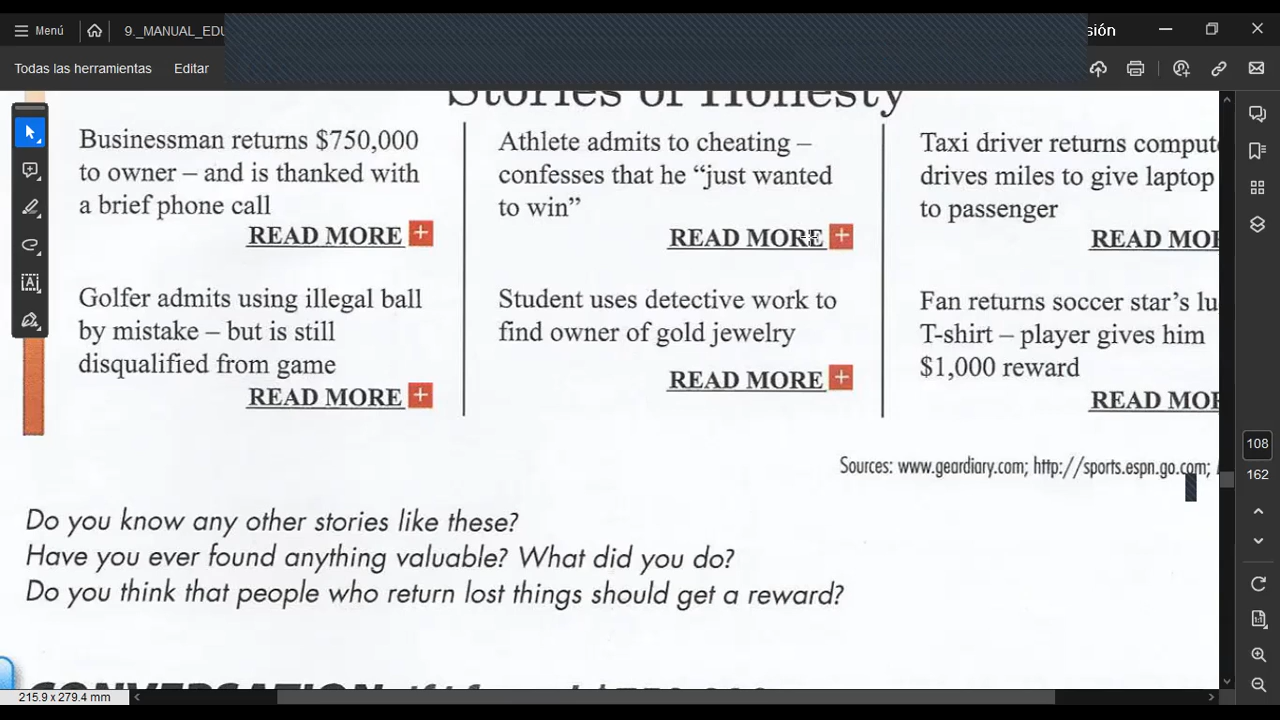 Menú
9._MANUAL_EDU
sión
Todas las herramientas
Editar
Stories of Honesty
Businessman returns $750,000
to owner – and is thanked with
a brief phone call
READ MORE +
Golfer admits using illegal ball
by mistake – but is still
disqualified from game
READ MORE +
Athlete admits to cheating –
confesses that he “just wanted
to win”
READ MORE +
Student uses detective work to
find owner of gold jewelry
READ MORE +
Taxi driver returns comput
drives miles to give laptop
to passenger
READ MOR
Fan returns soccer star’s lu
T-shirt – player gives him
$1,000 reward
READ MOR
Sources: www.geardiary.com; http://sports.espn.go.com;
Do you know any other stories like these?
Have you ever found anything valuable? What did you do?
Do you think that people who return lost things should get a reward?
CONVERSATION
108
162
215.9 x 279.4 mm